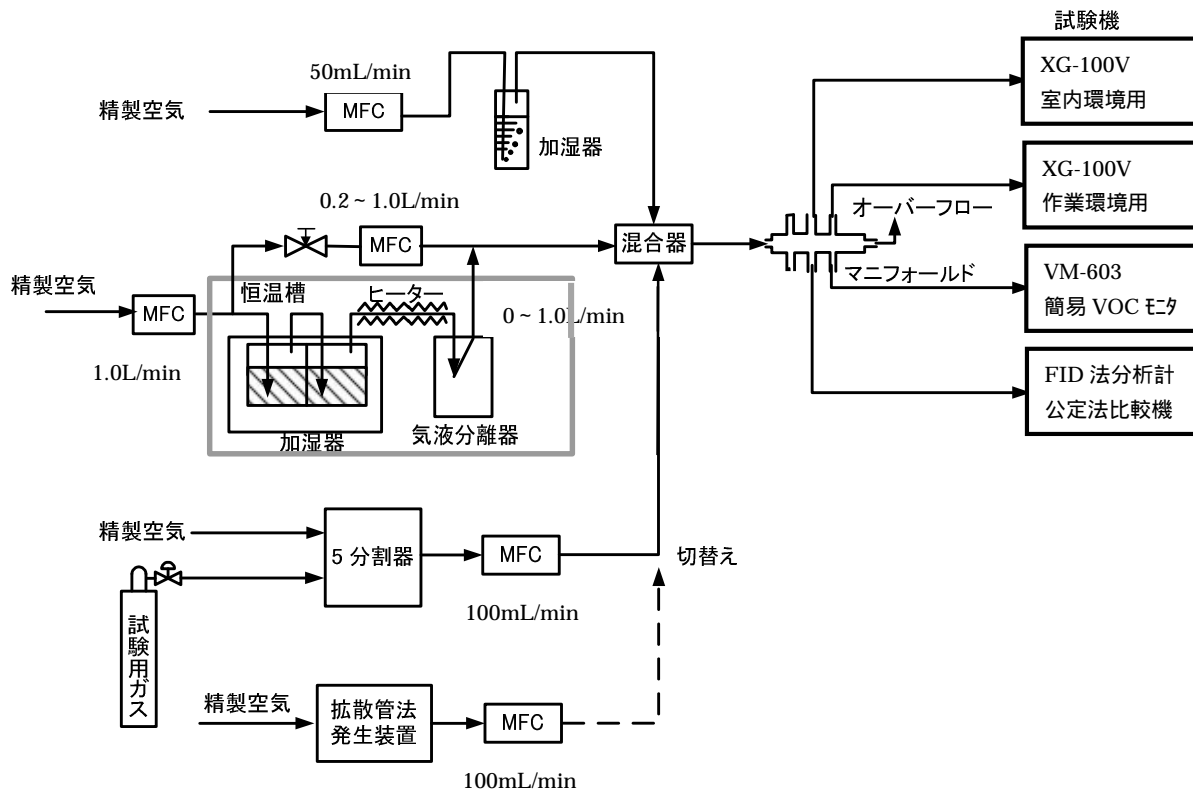 試験機
XG-100V
室内環境用
50mL/min
精製空気
MFC
加湿器
XG-100V
作業環境用
0.2 ~ 1.0L/min
オーバーフロー
MFC
混合器
マニフォールド
VM-603
簡易 VOC モニタ
精製空気
MFC
恒温槽
ヒーター
0 ~ 1.0L/min
1.0L/min
加湿器
気液分離器
FID 法分析計
公定法比較機
精製空気
5 分割器
MFC
切替え
100mL/min
試験用ガス
精製空気
拡散管法
発生装置
MFC
100mL/min